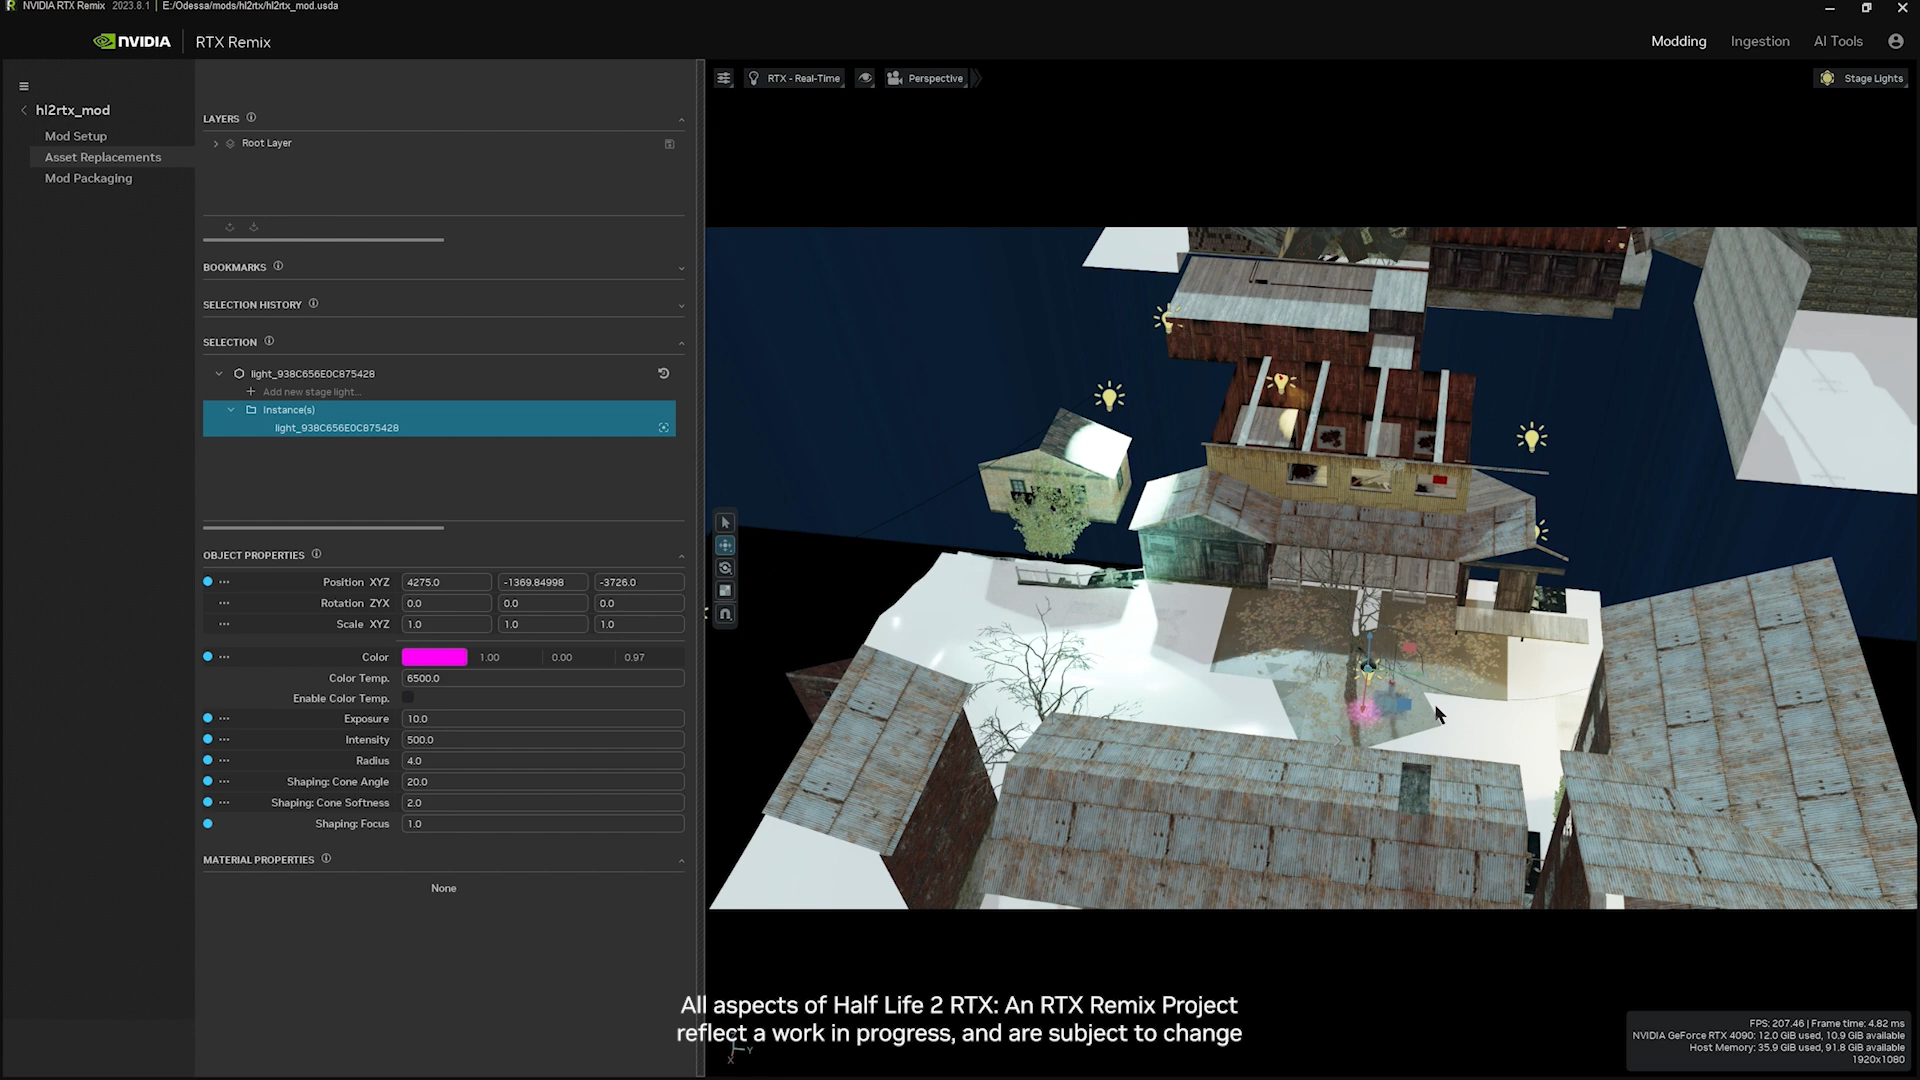 NVIDIA RTX Remix 2023.8.1 | E:/Odessa/mods/hl2rtx/hl2rtx_mod.usda
NVIDIA RTX Remix
Modding Ingestion AI Tools
hl2rtx_mod
Mod Setup
Asset Replacements
Mod Packaging
LAYERS
Root Layer
BOOKMARKS
SELECTION HISTORY
SELECTION
light_938C656E0C875428
Add new stage light...
Instance(s)
light_938C656E0C875428
OBJECT PROPERTIES
Position XYZ 4275.0 -1369.84998 -3726.0
Rotation ZYX 0.0 0.0 0.0
Scale XYZ 1.0 1.0 1.0
Color 1.00 0.00 0.97
Color Temp. 6500.0
Enable Color Temp.
Exposure 10.0
Intensity 500.0
Radius 4.0
Shaping: Cone Angle 20.0
Shaping: Cone Softness 2.0
Shaping: Focus 1.0
MATERIAL PROPERTIES
None
RTX - Real-Time Perspective Stage Lights
All aspects of Half Life 2 RTX: An RTX Remix Project
reflect a work in progress, and are subject to change
Y
X
FPS: 207.46 | Frame time: 4.82 ms
NVIDIA GeForce RTX 4090: 12.0 GiB used, 10.9 GiB available
Host Memory: 35.9 GiB used, 91.8 GiB available
1920x1080